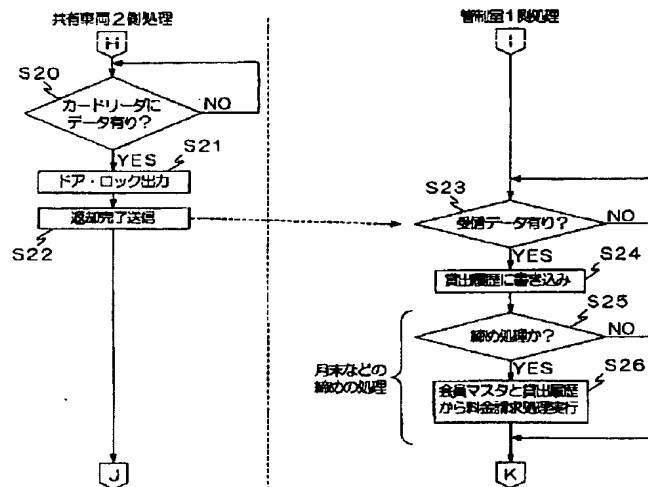 共有車両2側処理
H
S20
カードリーダに
データ有り?
NO
YES
S21
ドア・ロック出力
返却完了送信
S22
J
管制室1側処理
I
S23
受信データ有り?
NO
YES
S24
貸出履歴に書き込み
S25
締め処理か?
NO
月末などの
締めの処理
YES
S26
会員マスタと貸出履歴
から料金請求処理実行
K